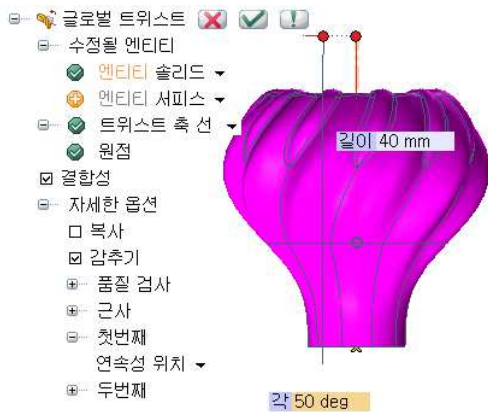 글로벌 트위스트
수정될 엔티티
엔티티 솔리드
엔티티 서피스
트위스트 축 선
원점
결합성
자세한 옵션
복사
감추기
품질 검사
근사
첫번째
연속성 위치
두번째
길이 40 mm
각 50 deg